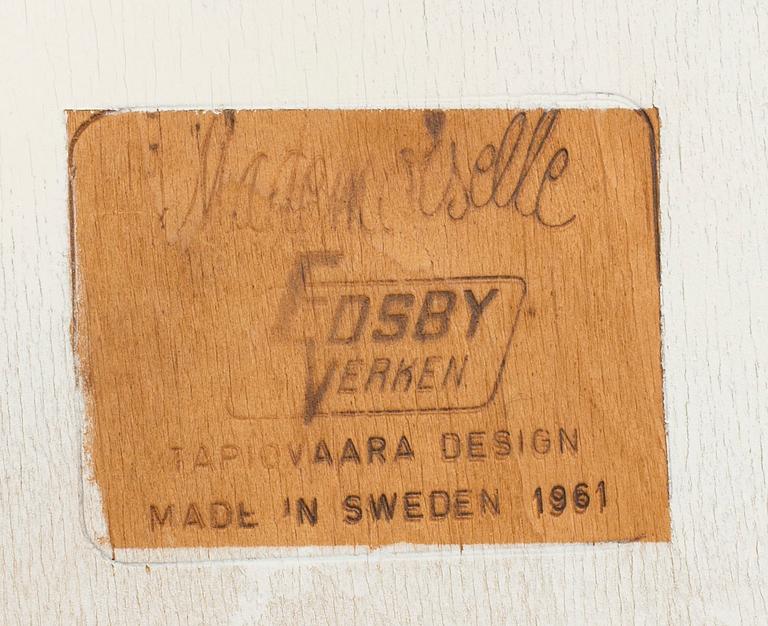 Mademoiselle
EDSBY
VERKEN
TAPIOVAARA DESIGN
MADE IN SWEDEN 1961